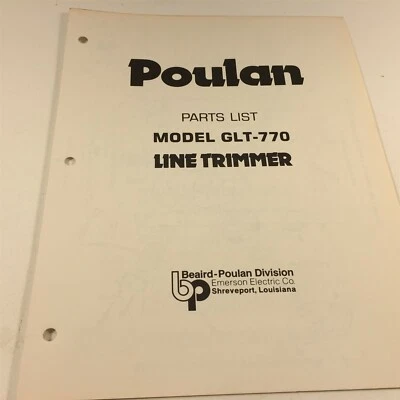 Poulan
PARTS LIST
MODEL GLT-770
LINE TRIMMER
bp
Beaird-Poulan Division
Emerson Electric Co.
Shreveport, Louisiana